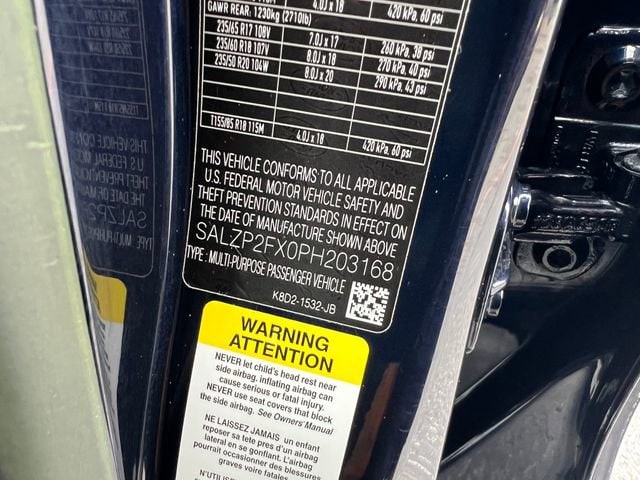 4.0J x 18 420 kPa, 60 psi
GAWR REAR: 1230kg (2710lb)
235/65 R17 108V 7.0J x 17 260 kPa, 38 psi
235/60 R18 107V 8.0J x 18 270 kPa, 40 psi
235/50 R20 104W 8.0J x 20 290 kPa, 43 psi
T155/85 R18 115M 4.0J x 18 420 kPa, 60 psi
THIS VEHICLE CONFORMS TO ALL APPLICABLE
U.S. FEDERAL MOTOR VEHICLE SAFETY AND
THEFT PREVENTION STANDARDS IN EFFECT ON
THE DATE OF MANUFACTURE SHOWN ABOVE
SALZP2FX0PH203168
TYPE : MULTI-PURPOSE PASSENGER VEHICLE
K8D2-1532-JB
WARNING
ATTENTION
NEVER let child's head rest near
side airbag, inflating airbag can
cause serious or fatal injury.
NEVER use seat covers that block
the side airbag. See Owners Manual
NE LAISSEZ JAMAIS un enfant
reposer sa tete pres d'un airbag
lateral en se gonflant. L'airbag
pourrait occasionner des blessures
graves voire fatales.
N'UTILISEZ